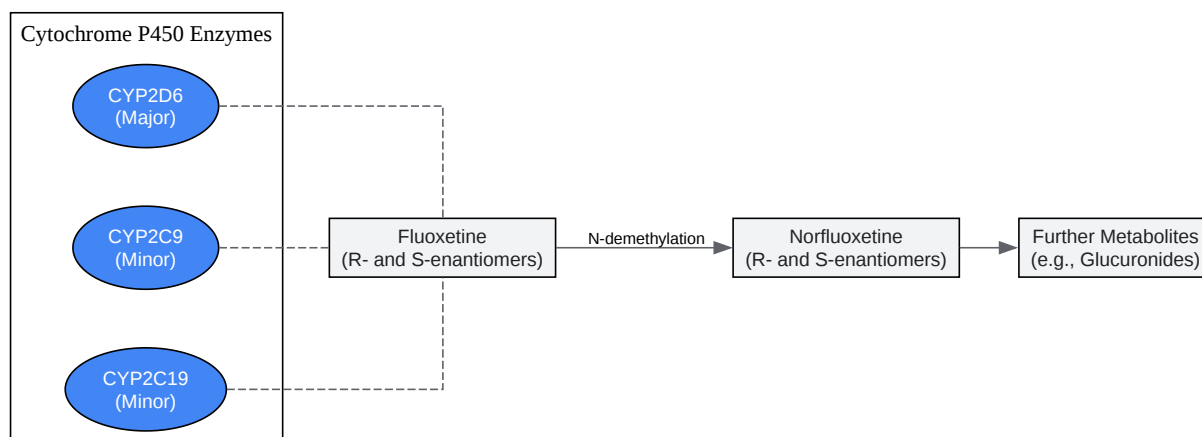 Cytochrome P450 Enzymes
CYP2D6
(Major)
CYP2C9
(Minor)
CYP2C19
(Minor)
Fluoxetine
(R- and S-enantiomers)
N-demethylation
Norfluoxetine
(R- and S-enantiomers)
Further Metabolites
(e.g., Glucuronides)